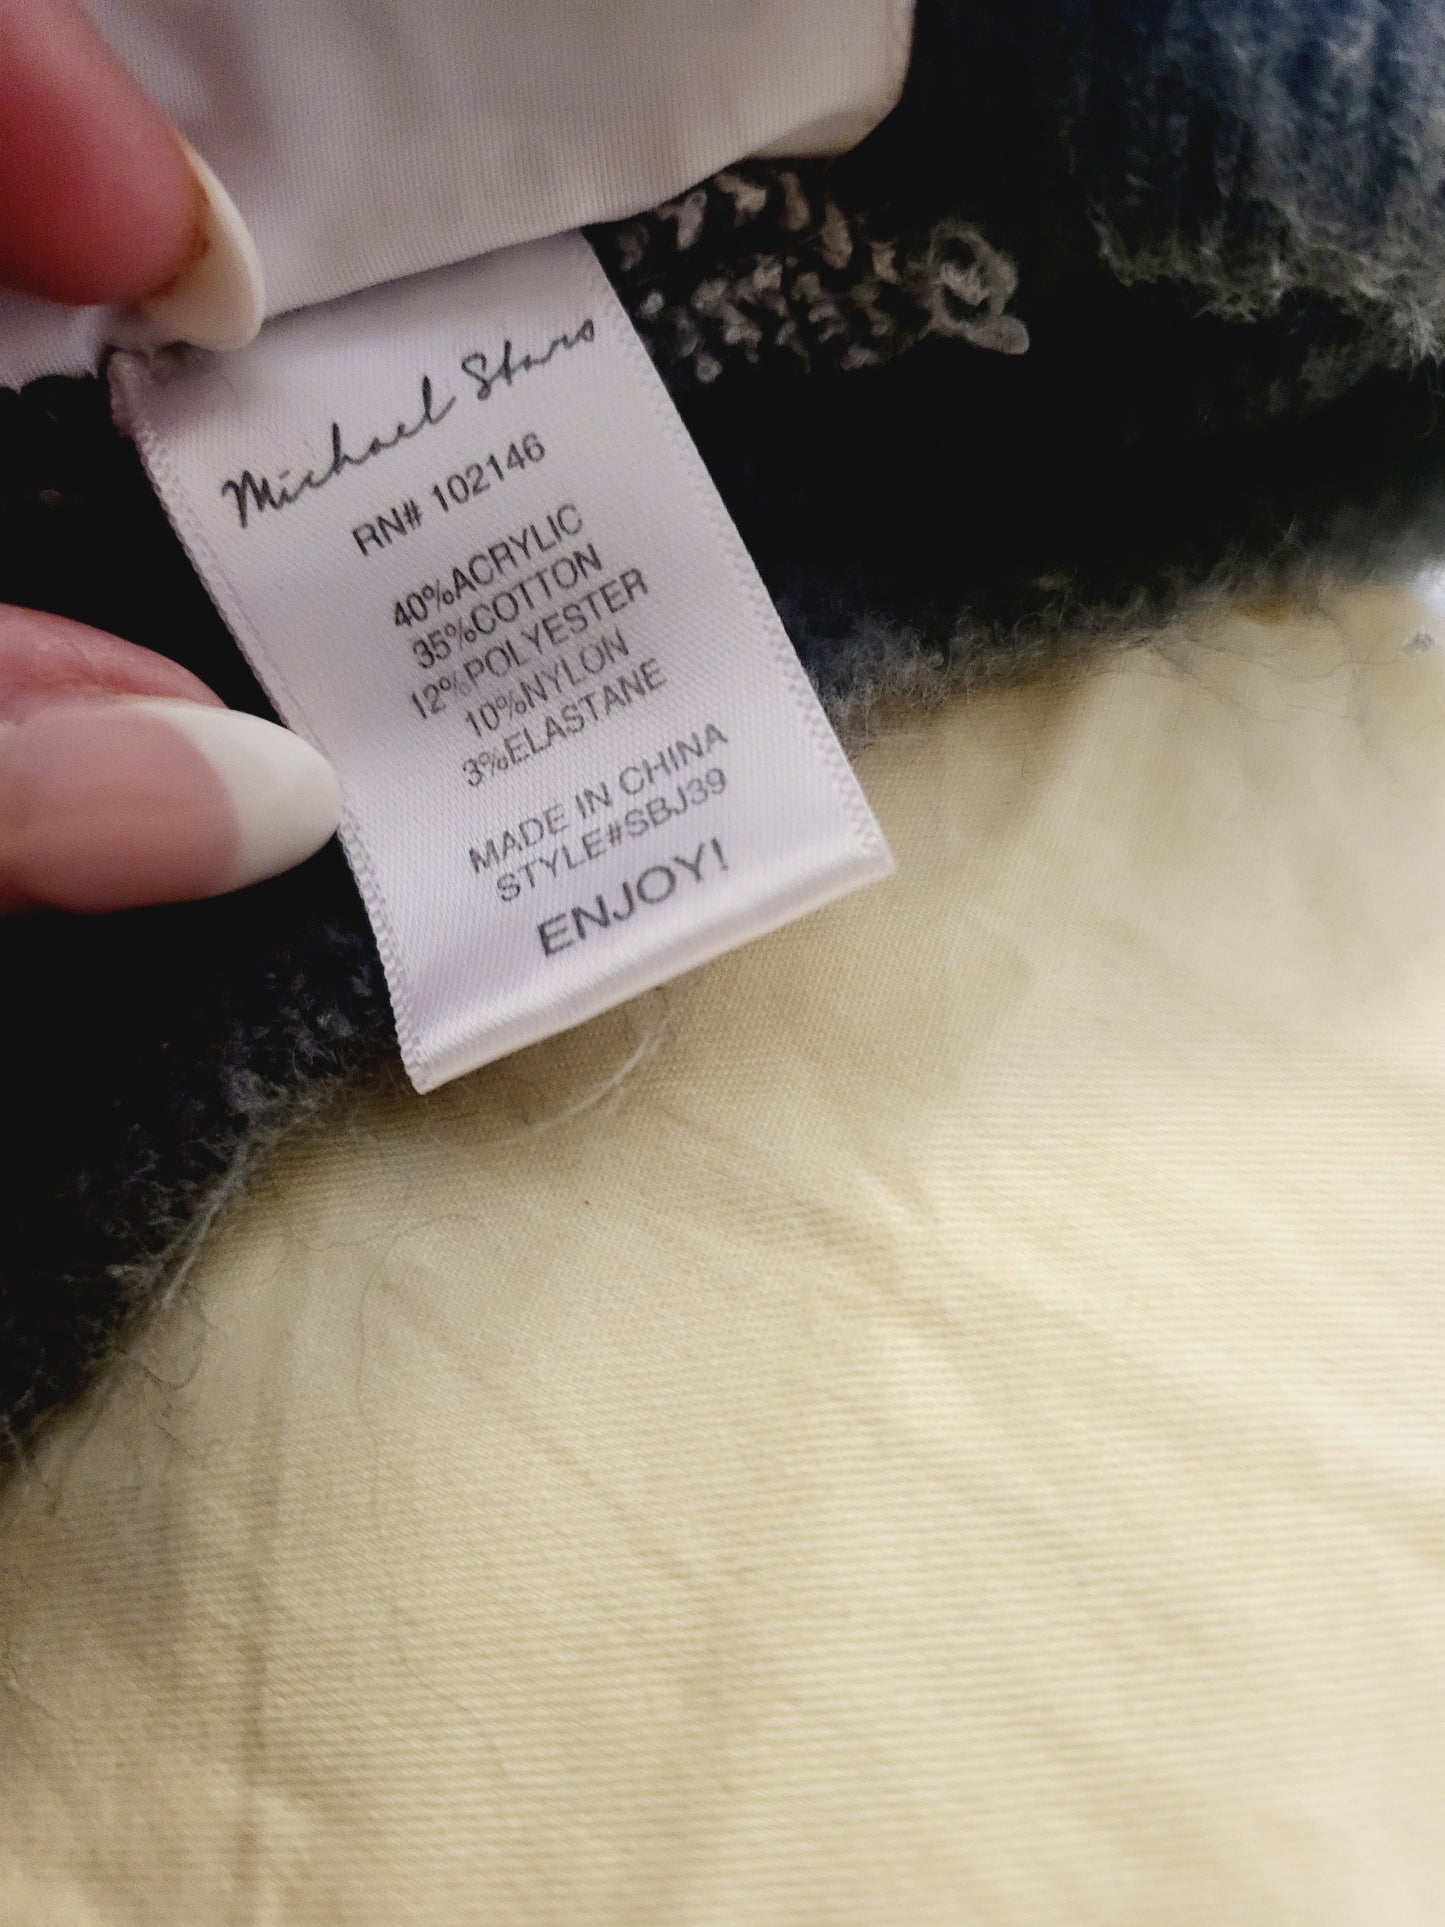 Michael Stars
RN# 102146
40%ACRYLIC
35%COTTON
12%POLYESTER
10%NYLON
3%ELASTANE
MADE IN CHINA
STYLE#SBJ39
ENJOY!